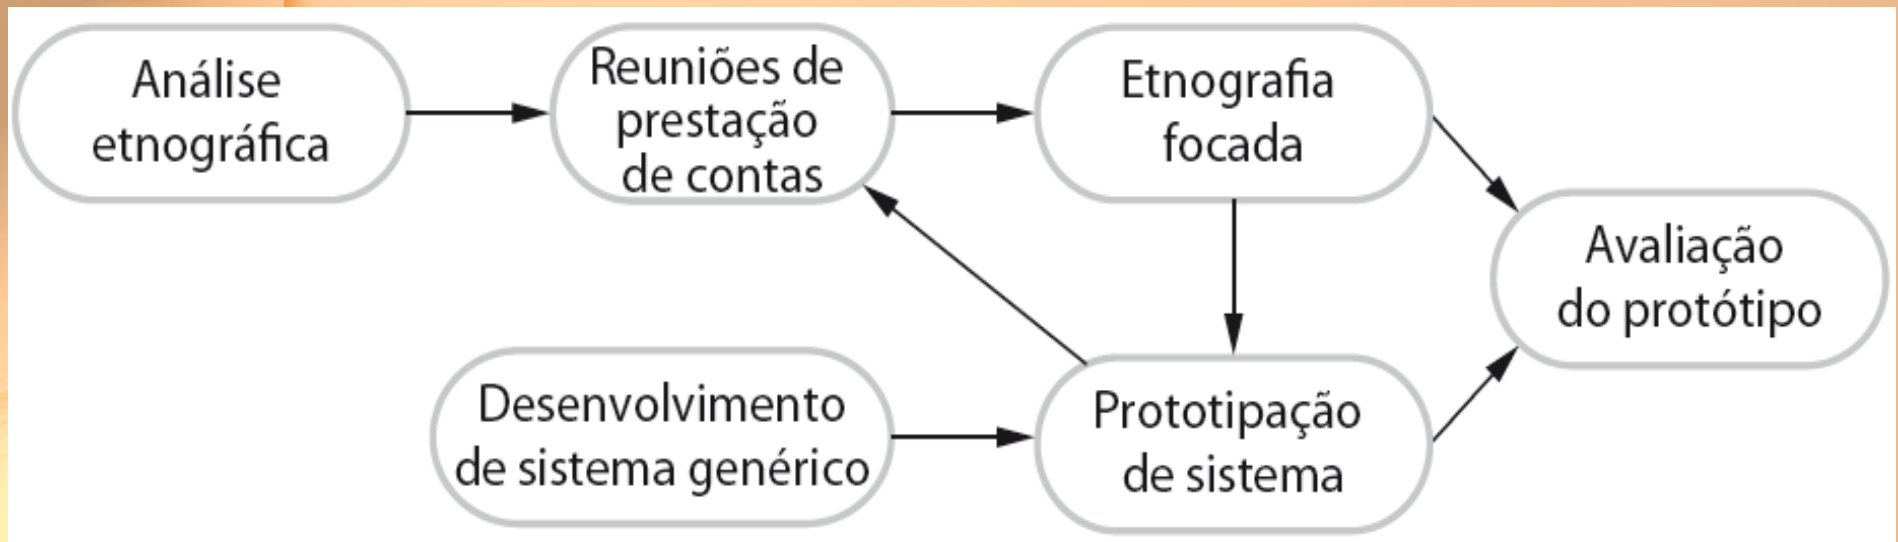 Análise
etnográfica
Reuniões de
prestação
de contas
Etnografia
focada
Avaliação
do protótipo
Desenvolvimento
de sistema genérico
Prototipação
de sistema